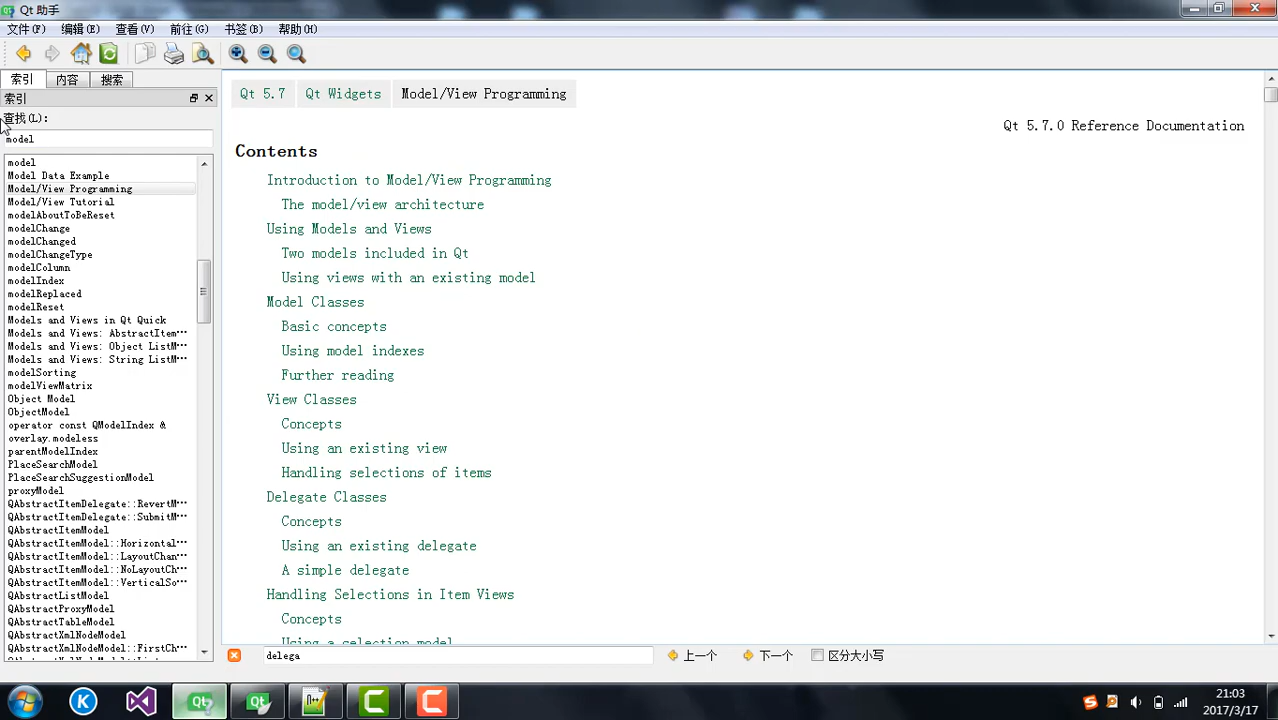 Qt 助手
文件(F) 编辑(E) 查看(V) 前往(G) 书签(B) 帮助(H)
索引 内容 搜索
索引
查找(L):
model
model
Model Data Example
Model/View Programming
Model/View Tutorial
modelAboutToBeReset
modelChange
modelChanged
modelChangeType
modelColumn
modelIndex
modelReplaced
modelReset
Models and Views in Qt Quick
Models and Views: AbstractItem···
Models and Views: Object ListM···
Models and Views: String ListM···
modelSorting
modelViewMatrix
Object Model
ObjectModel
operator const QModelIndex &
overlay.modeless
parentModelIndex
PlaceSearchModel
PlaceSearchSuggestionModel
proxyModel
QAbstractItemDelegate::RevertM···
QAbstractItemDelegate::SubmitM···
QAbstractItemModel
QAbstractItemModel::Horizontal···
QAbstractItemModel::LayoutChan···
QAbstractItemModel::NoLayoutCh···
QAbstractItemModel::VerticalSo···
QAbstractListModel
QAbstractProxyModel
QAbstractTableModel
QAbstractXmlNodeModel
QAbstractXmlNodeModel::FirstCh···
Qt 5.7 Qt Widgets Model/View Programming
Qt 5.7.0 Reference Documentation
Contents
Introduction to Model/View Programming
The model/view architecture
Using Models and Views
Two models included in Qt
Using views with an existing model
Model Classes
Basic concepts
Using model indexes
Further reading
View Classes
Concepts
Using an existing view
Handling selections of items
Delegate Classes
Concepts
Using an existing delegate
A simple delegate
Handling Selections in Item Views
Concepts
Using a selection model
delega 上一个 下一个 区分大小写
21:03
2017/3/17